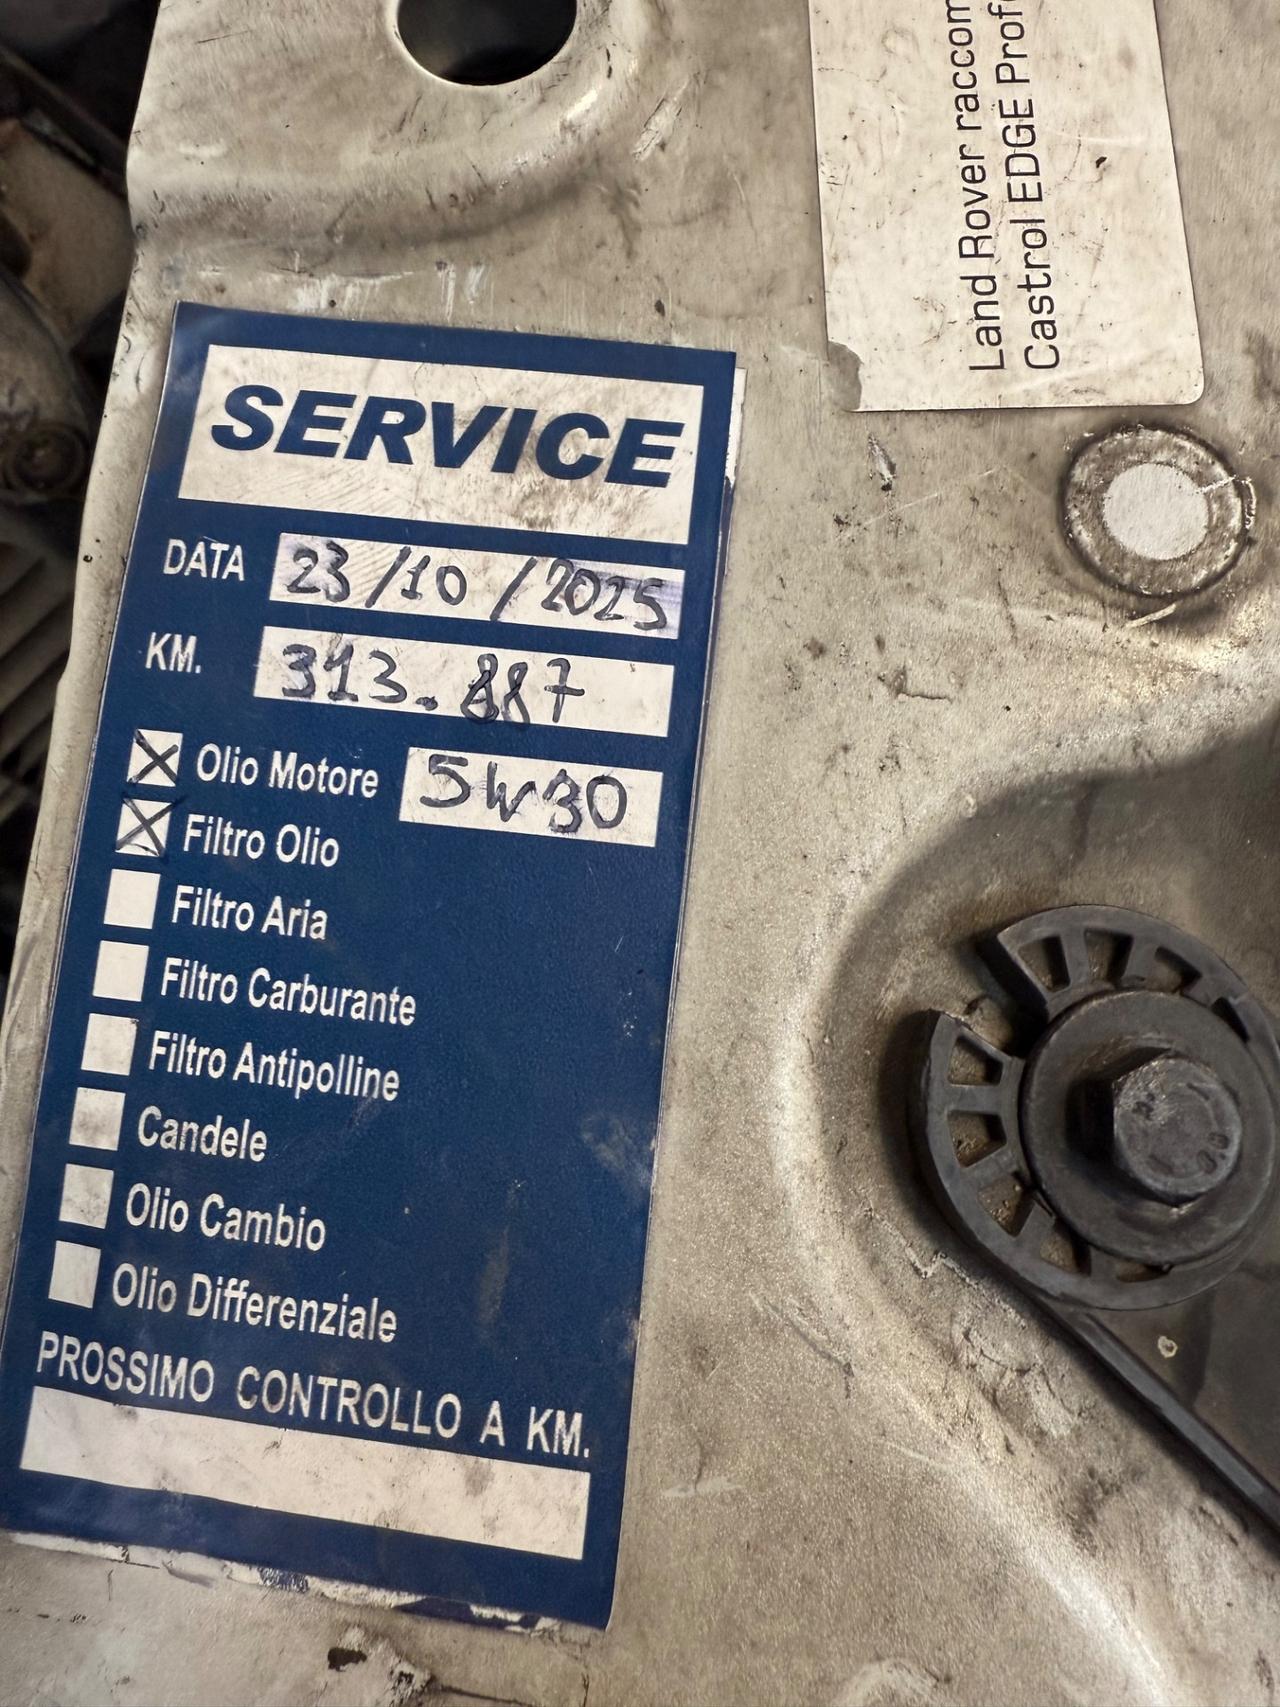 Land Rover raccom
Castrol EDGE Prof
SERVICE
DATA 23/10/2025
KM. 313.887
Olio Motore 5W30
Filtro Olio
Filtro Aria
Filtro Carburante
Filtro Antipolline
Candele
Olio Cambio
Olio Differenziale
PROSSIMO CONTROLLO A KM.